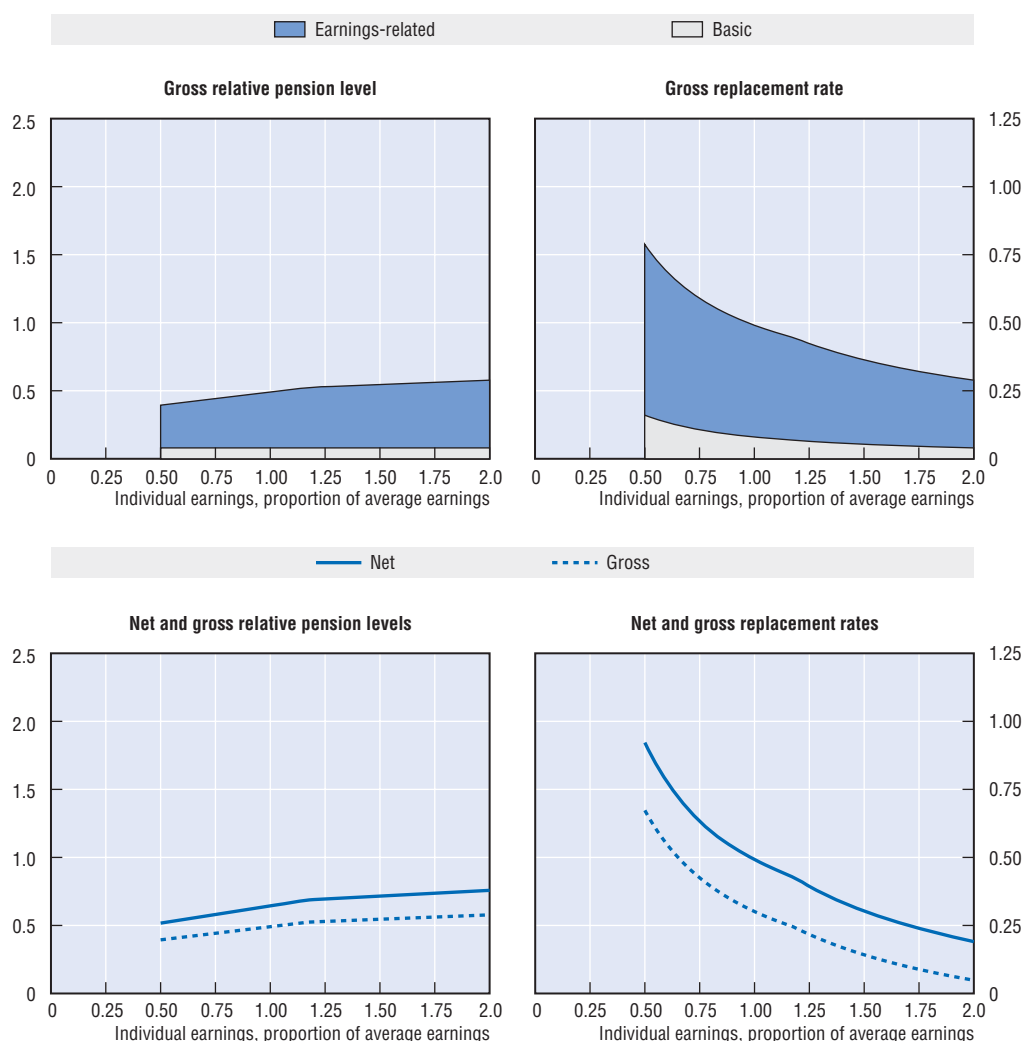 Earnings-related Basic
Gross relative pension level
2.5
2.0
1.5
1.0
0.5
0
0 0.25 0.50 0.75 1.00 1.25 1.50 1.75 2.0
Individual earnings, proportion of average earnings
Gross replacement rate
1.25
1.00
0.75
0.50
0.25
0
0 0.25 0.50 0.75 1.00 1.25 1.50 1.75 2.0
Individual earnings, proportion of average earnings
Net Gross
Net and gross relative pension levels
2.5
2.0
1.5
1.0
0.5
0
0 0.25 0.50 0.75 1.00 1.25 1.50 1.75 2.0
Individual earnings, proportion of average earnings
Net and gross replacement rates
1.25
1.00
0.75
0.50
0.25
0
0 0.25 0.50 0.75 1.00 1.25 1.50 1.75 2.0
Individual earnings, proportion of average earnings